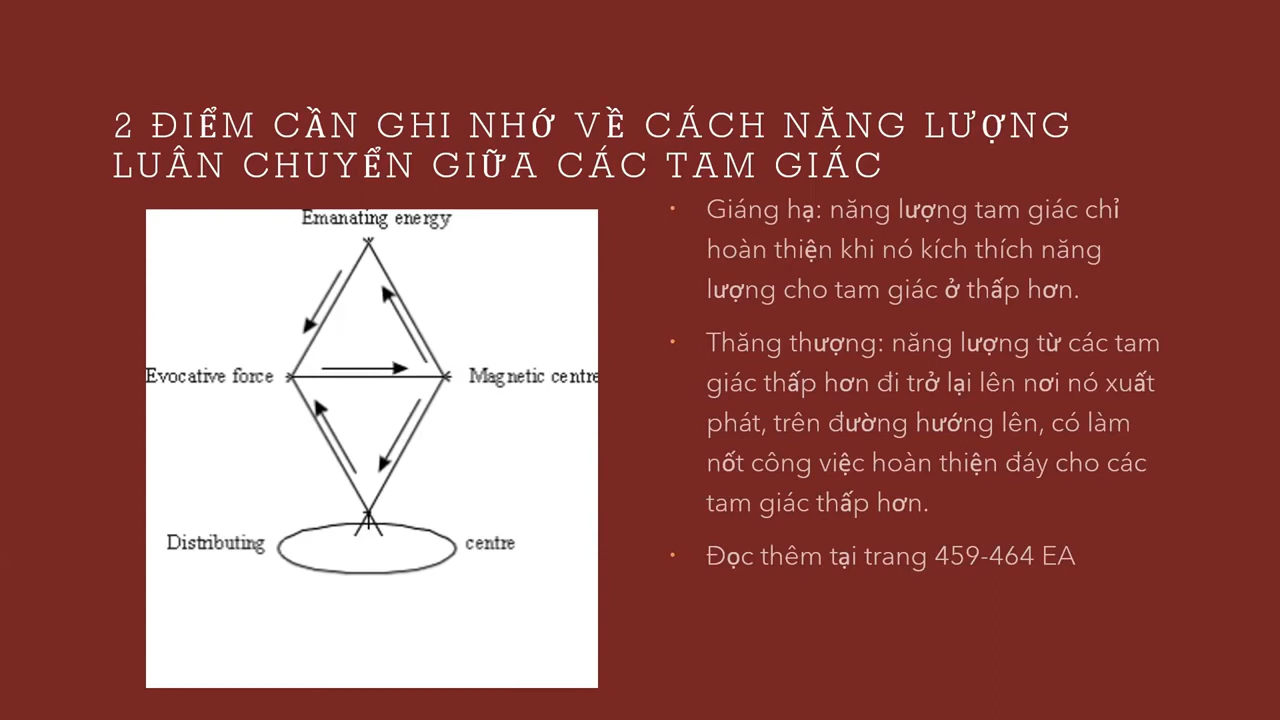 2 ĐIỂM CẦN GHI NHỚ VỀ CÁCH NĂNG LƯỢNG
LUÂN CHUYỂN GIỮA CÁC TAM GIÁC
Emanating energy
Evocative force
Magnetic centre
Distributing
centre
• Giáng hạ: năng lượng tam giác chỉ
hoàn thiện khi nó kích thích năng
lượng cho tam giác ở thấp hơn.
• Thăng thượng: năng lượng từ các tam
giác thấp hơn đi trở lại lên nơi nó xuất
phát, trên đường hướng lên, có làm
nốt công việc hoàn thiện đáy cho các
tam giác thấp hơn.
• Đọc thêm tại trang 459-464 EA